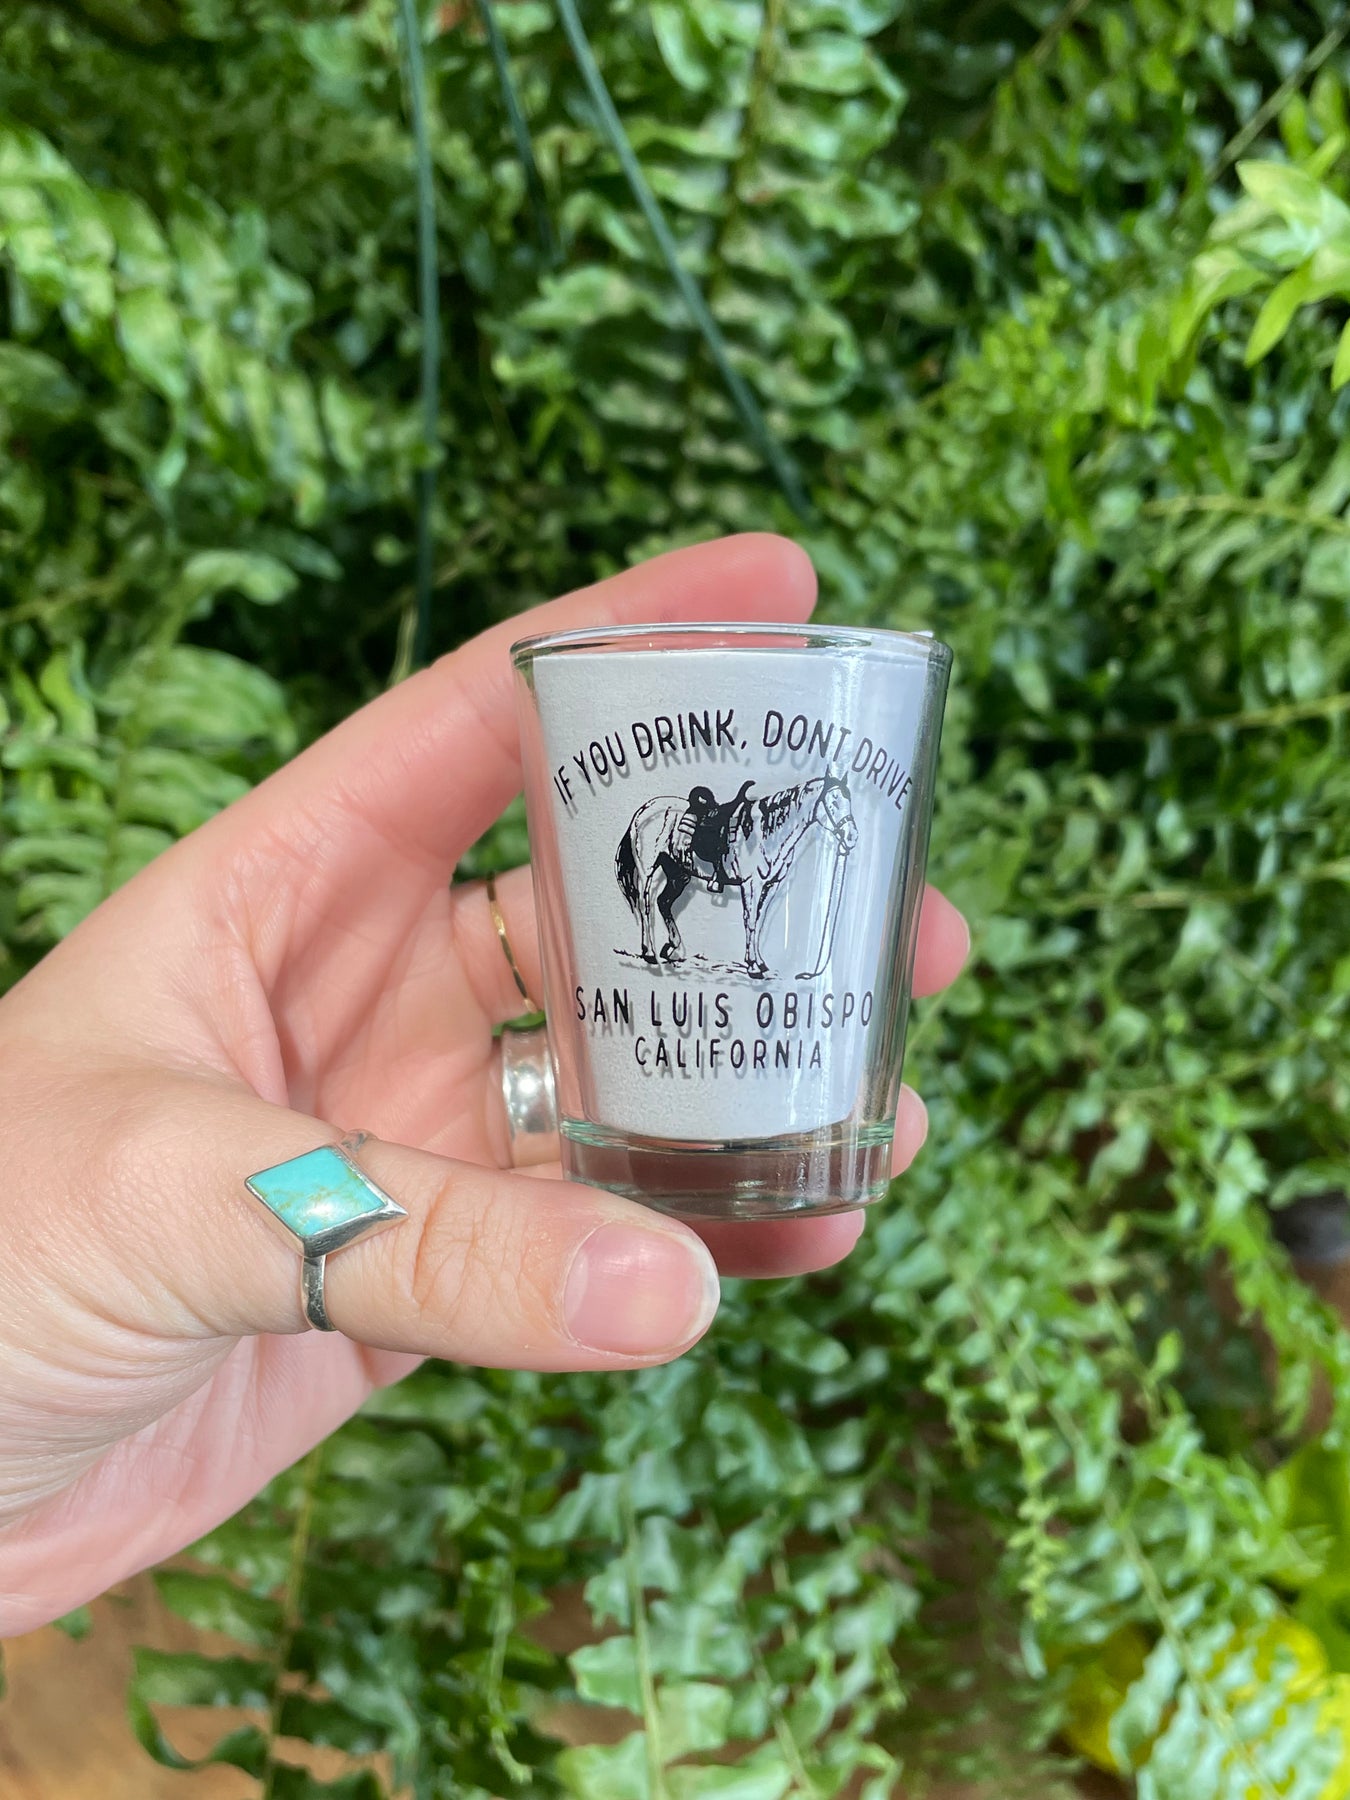 IF YOU DRINK, DONT DRIVE
SAN LUIS OBISPO
CALIFORNIA